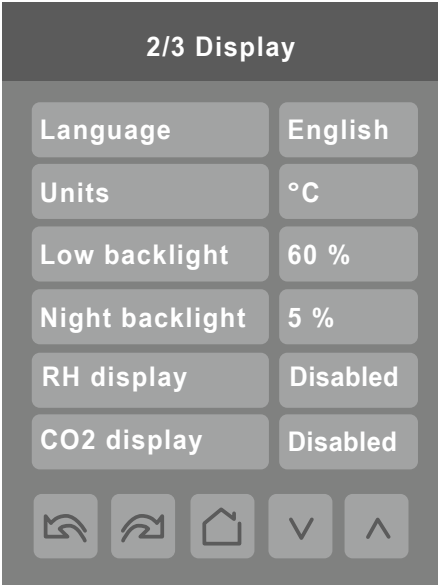 2/3 Display
Language English
Units °C
Low backlight 60 %
Night backlight 5 %
RH display Disabled
CO2 display Disabled